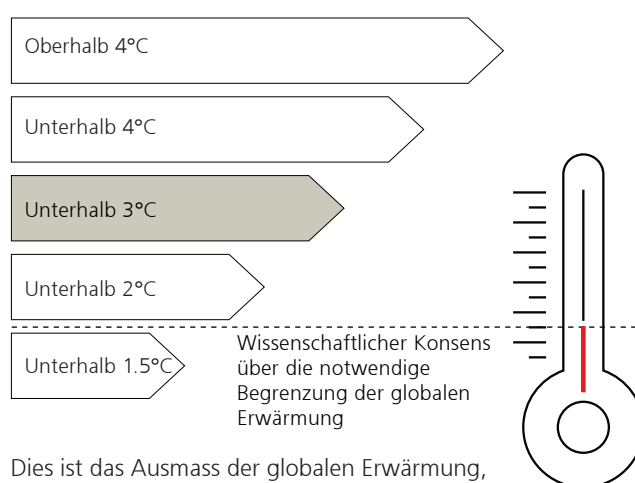 Oberhalb 4°C
Unterhalb 4°C
Unterhalb 3°C
Unterhalb 2°C
Unterhalb 1.5°C
Wissenschaftlicher Konsens
über die notwendige
Begrenzung der globalen
Erwärmung
Dies ist das Ausmass der globalen Erwärmung,